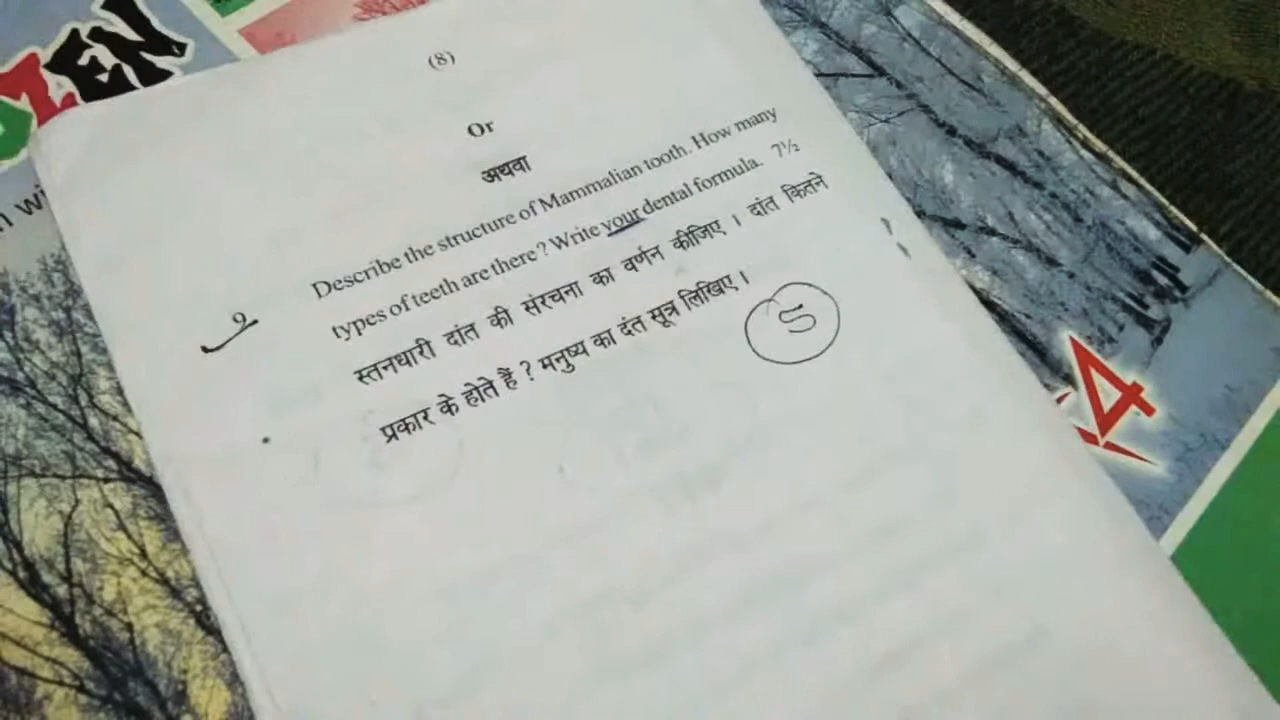 ZEN
(8)
Or
अथवा
Describe the structure of Mammalian tooth. How many
types of teeth are there ? Write your dental formula. 7½
स्तनधारी दांत की संरचना का वर्णन कीजिए । दांत कितने
प्रकार के होते हैं ? मनुष्य का दंत सूत्र लिखिए ।
5